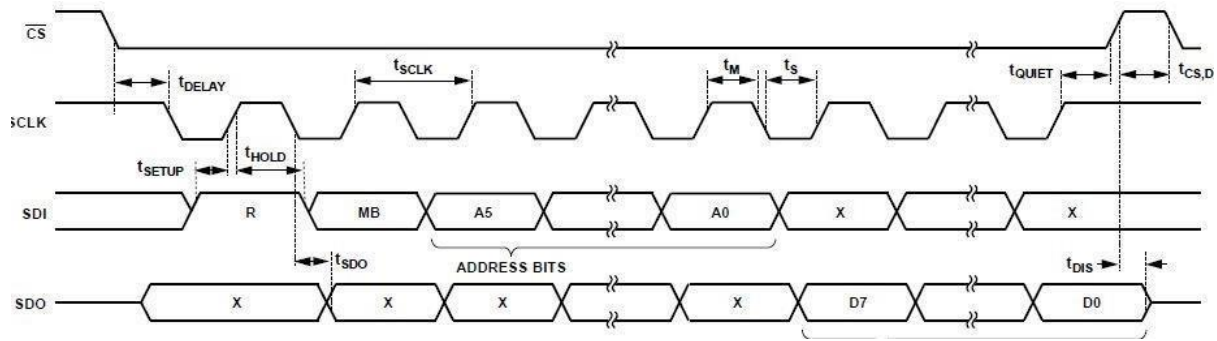 CS
tDELAY tSCLK tM tS tQUIET tCS,D
SCLK
tSETUP tHOLD
SDI R MB A5 A0 X X
tSDO ADDRESS BITS tDIS
SDO X X X X D7 D0